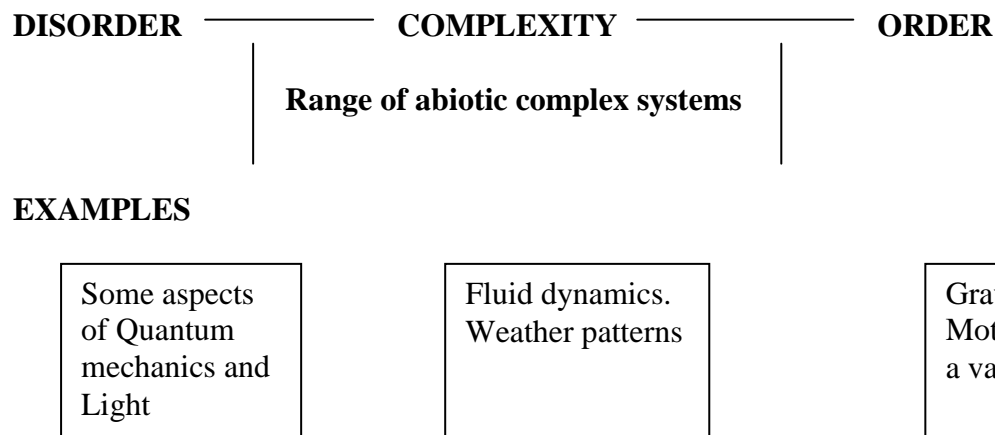 DISORDER COMPLEXITY ORDER
Range of abiotic complex systems
EXAMPLES
Some aspects
of Quantum
mechanics and
Light
Fluid dynamics.
Weather patterns
a